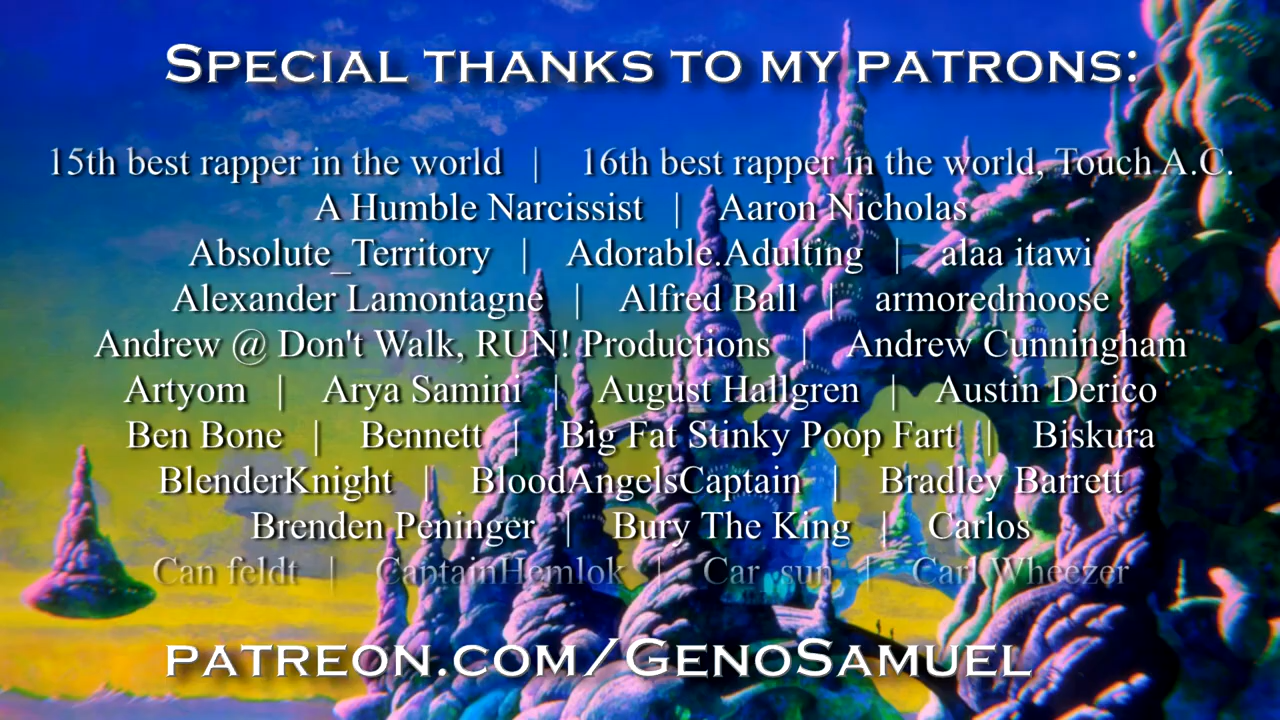 Special thanks to my patrons:
15th best rapper in the world | 16th best rapper in the world, Touch A.C.
A Humble Narcissist | Aaron Nicholas
Absolute_Territory | Adorable.Adulting | alaa itawi
Alexander Lamontagne | Alfred Ball | armoredmoose
Andrew @ Don't Walk, RUN! Productions | Andrew Cunningham
Artyom | Arya Samini | August Hallgren | Austin Derico
Ben Bone | Bennett | Big Fat Stinky Poop Fart | Biskura
BlenderKnight | BloodAngelsCaptain | Bradley Barrett
Brenden Peninger | Bury The King | Carlos
Can feldt | CaptainHemlok | Car_sun_ | Carl Wheezer
patreon.com/GenoSamuel